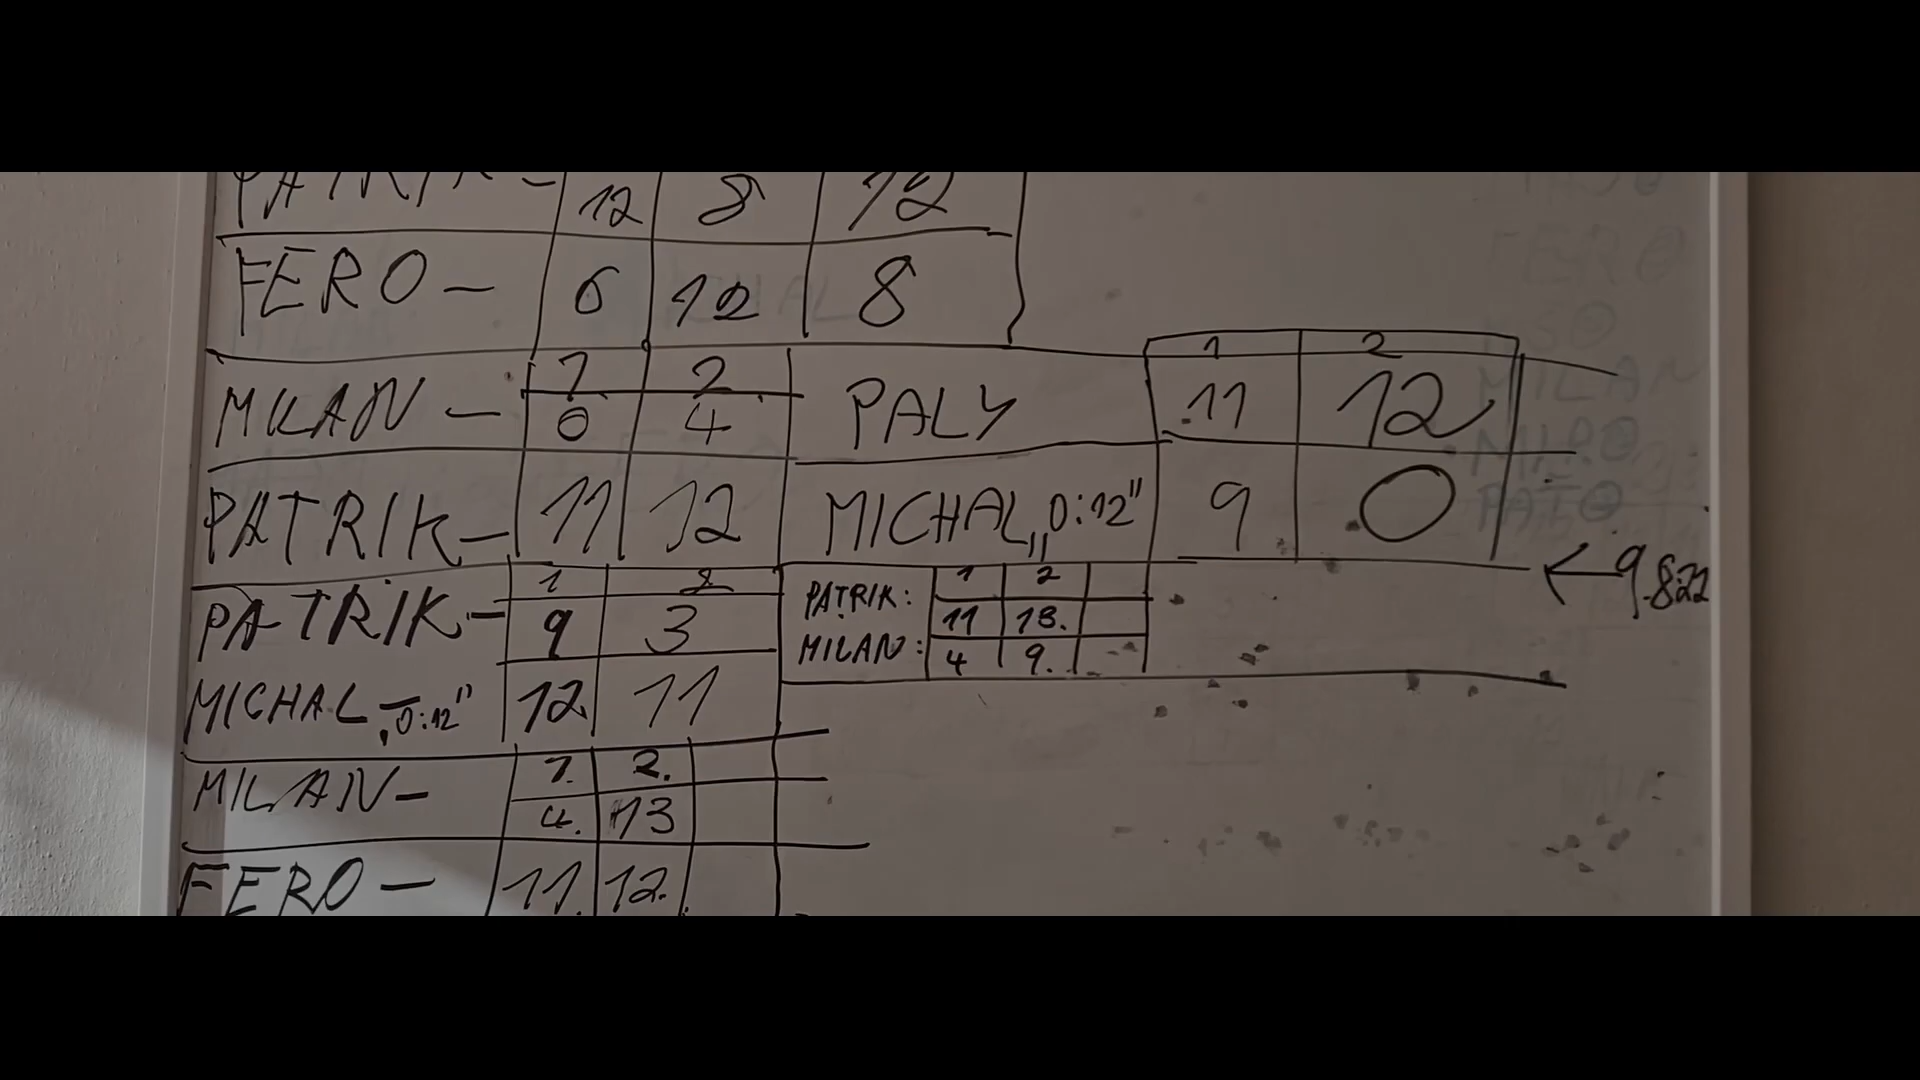 PATRIK - 12 8 12
FERO - 6 12 8
1 2
MILAN - 0 4
PATRIK - 11 12
1 2
PALY 11 12
MICHAL „0:12" 9 0
← 9.8:22
1 2
PATRIK - 9 3
MICHAL - „0:12" 12 11
1 2
PATRIK: 11 13.
MILAN: 4 9.
1. 2.
MILAN - 4. 13
FERO - 11. 12.